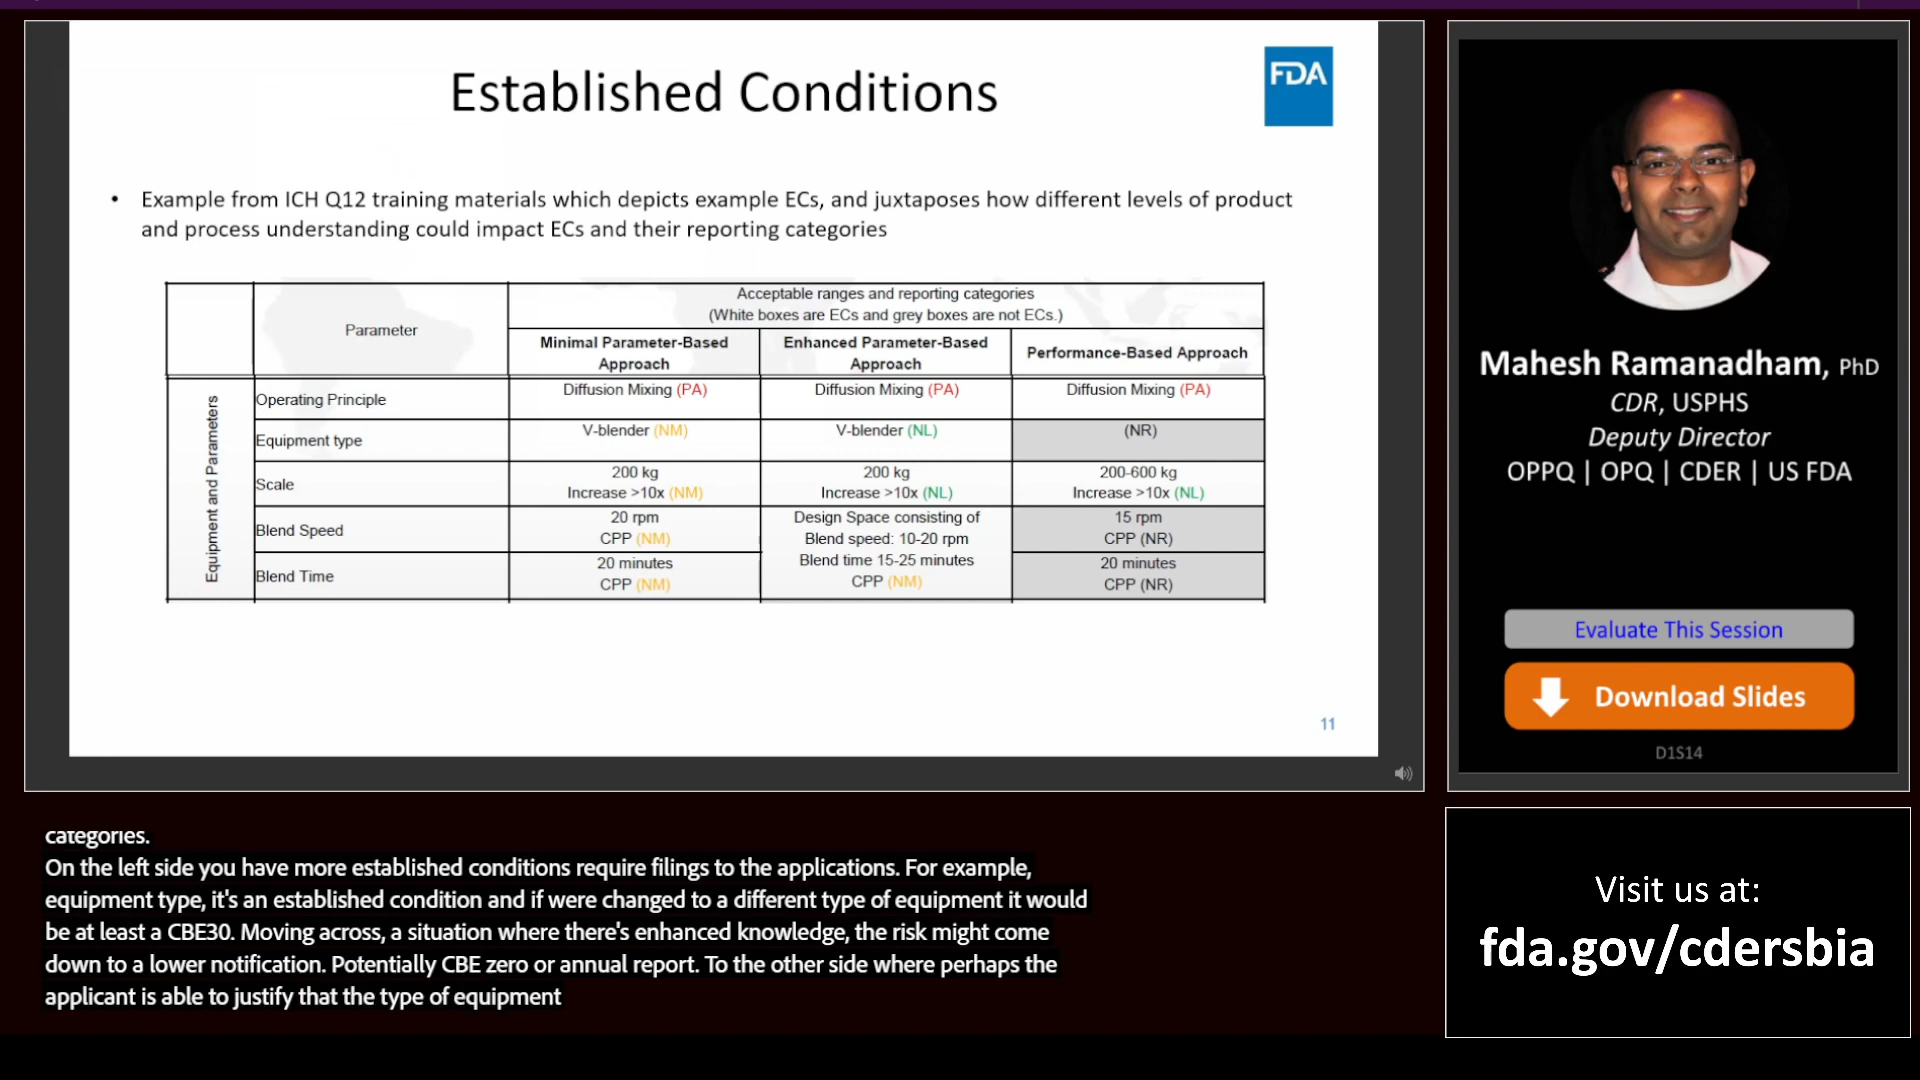 Established Conditions
FDA
• Example from ICH Q12 training materials which depicts example ECs, and juxtaposes how different levels of product
and process understanding could impact ECs and their reporting categories
Parameter
Acceptable ranges and reporting categories
(White boxes are ECs and grey boxes are not ECs.)
Minimal Parameter-Based
Approach
Enhanced Parameter-Based
Approach
Performance-Based Approach
Equipment and Parameters
Operating Principle
Diffusion Mixing (PA)
Diffusion Mixing (PA)
Diffusion Mixing (PA)
Equipment type
V-blender (NM)
V-blender (NL)
(NR)
Scale
200 kg
Increase >10x (NM)
200 kg
Increase >10x (NL)
200-600 kg
Increase >10x (NL)
Blend Speed
20 rpm
CPP (NM)
Design Space consisting of
Blend speed: 10-20 rpm
Blend time 15-25 minutes
CPP (NM)
15 rpm
CPP (NR)
Blend Time
20 minutes
CPP (NM)
20 minutes
CPP (NR)
11
Mahesh Ramanadham, PhD
CDR, USPHS
Deputy Director
OPPQ | OPQ | CDER | US FDA
Evaluate This Session
Download Slides
D1S14
categories.
On the left side you have more established conditions require filings to the applications. For example,
equipment type, it's an established condition and if were changed to a different type of equipment it would
be at least a CBE30. Moving across, a situation where there's enhanced knowledge, the risk might come
down to a lower notification. Potentially CBE zero or annual report. To the other side where perhaps the
applicant is able to justify that the type of equipment
Visit us at:
fda.gov/cdersbia